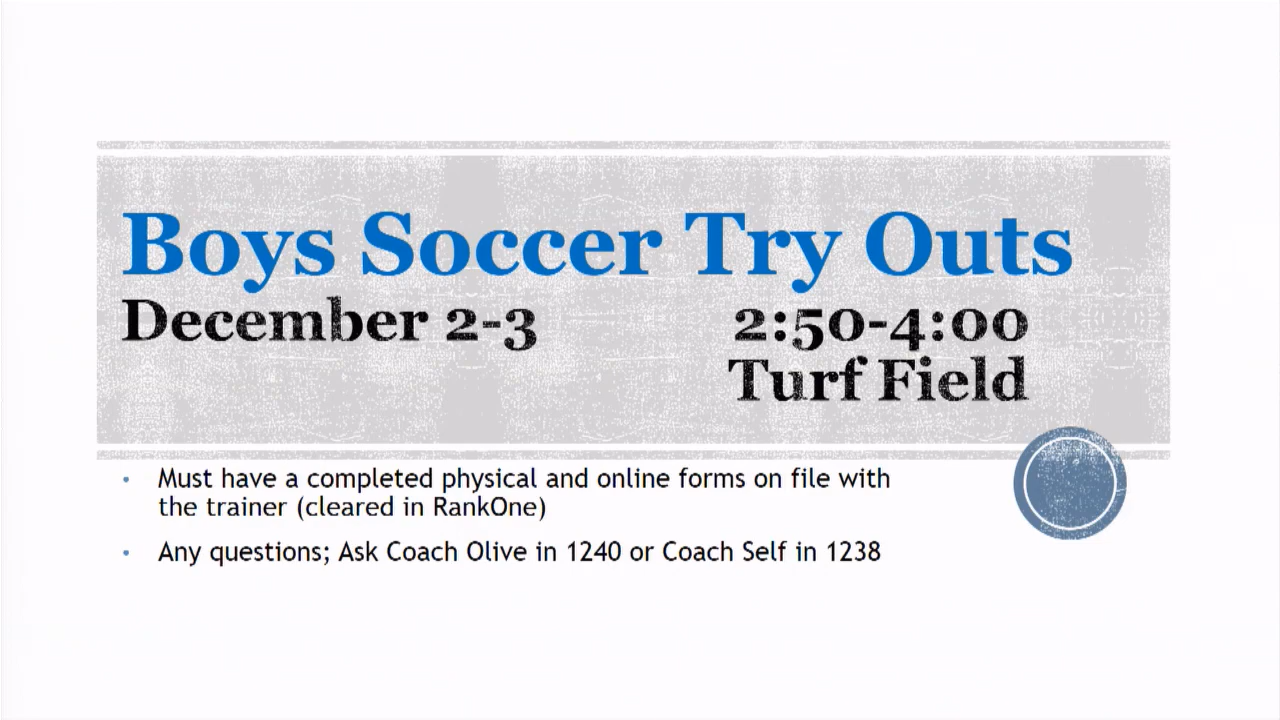 Boys Soccer Try Outs
December 2-3 2:50-4:00
Turf Field
• Must have a completed physical and online forms on file with
the trainer (cleared in RankOne)
• Any questions; Ask Coach Olive in 1240 or Coach Self in 1238